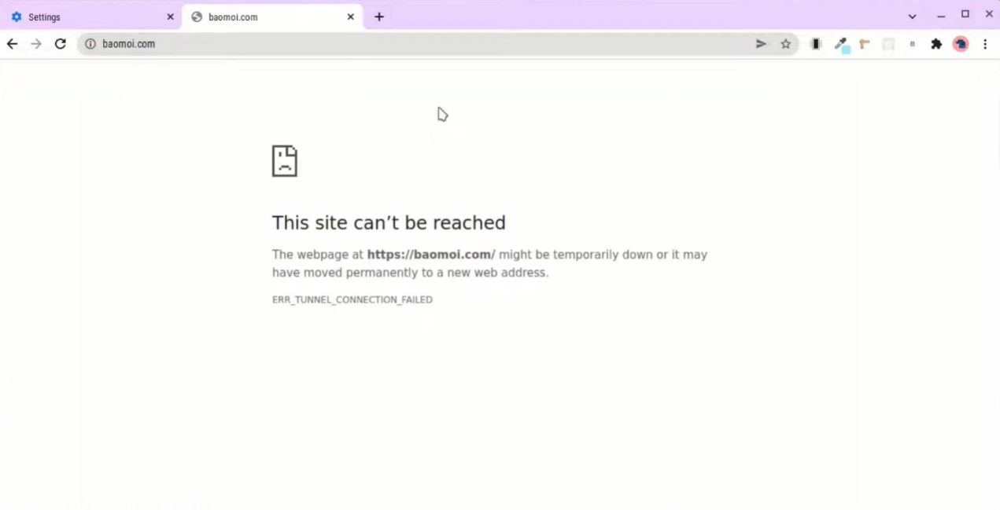 Settings
baomoi.com
baomoi.com
B
This site can’t be reached
The webpage at https://baomoi.com/ might be temporarily down or it may
have moved permanently to a new web address.
ERR_TUNNEL_CONNECTION_FAILED